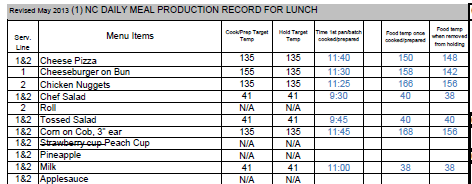 Revised May 2013 (1) NC DAILY MEAL PRODUCTION RECORD FOR LUNCH
Serv. Line Menu Items Cook/Prep Target Temp Hold Target Temp Time 1st pan/batch cooked/prepared Food temp once cooked/prepared Food temp when removed from holding
1&2 Cheese Pizza 135 135 11:40 150 148
1 Cheeseburger on Bun 155 135 11:30 158 142
2 Chicken Nuggets 135 135 11:25 166 156
1&2 Chef Salad 41 41 9:30 40 38
2 Roll N/A N/A
1&2 Tossed Salad 41 41 9:45 40 40
1&2 Corn on Cob, 3" ear 135 135 11:45 168 156
1&2 Strawberry cup Peach Cup N/A N/A
1&2 Pineapple N/A N/A
1&2 Milk 41 41 11:00 38 38
1&2 Applesauce N/A N/A